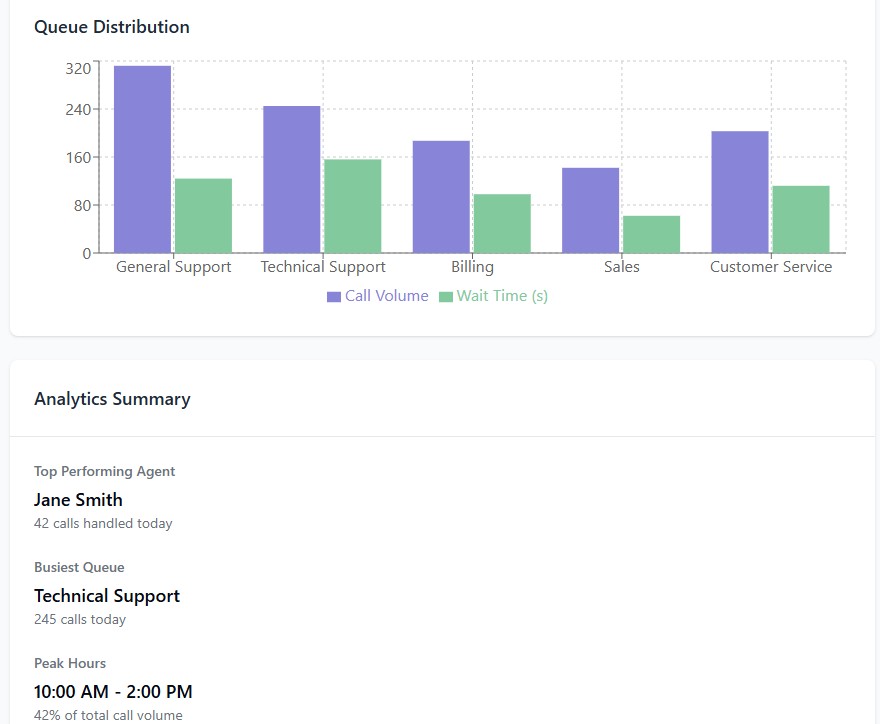 Queue Distribution
320
240
160
80
0
General Support Technical Support Billing Sales Customer Service
Call Volume Wait Time (s)
Analytics Summary
Top Performing Agent
Jane Smith
42 calls handled today
Busiest Queue
Technical Support
245 calls today
Peak Hours
10:00 AM - 2:00 PM
42% of total call volume